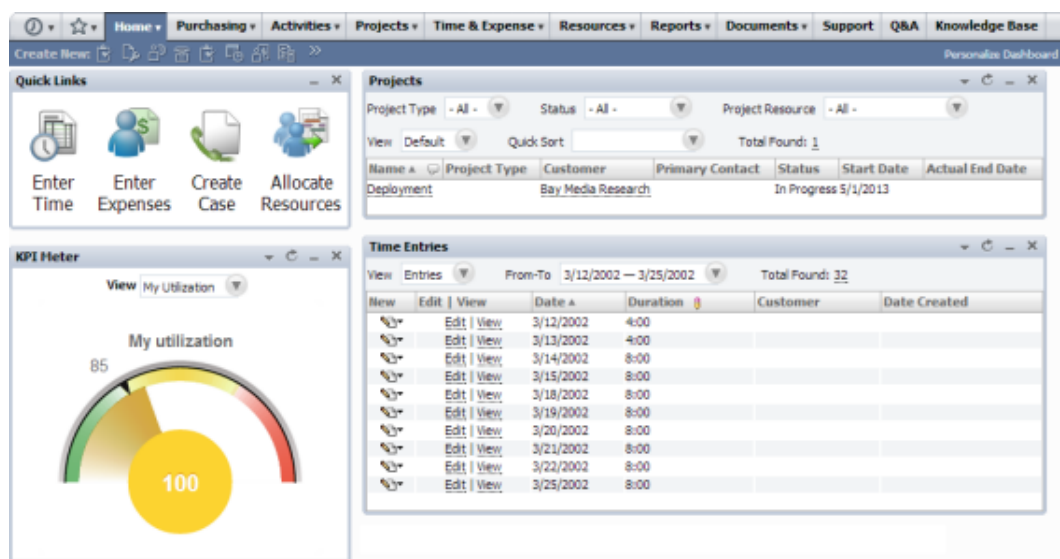 Home Purchasing Activities Projects Time & Expense Resources Reports Documents Support Q&A Knowledge Base
Create New: Personalize Dashboard
Quick Links
Enter Time
Enter Expenses
Create Case
Allocate Resources
KPI Meter
View My Utilization
My utilization
85
100
Projects
Project Type - All - Status - All - Project Resource - All -
View Default Quick Sort Total Found: 1
Name Project Type Customer Primary Contact Status Start Date Actual End Date
Deployment Bay Media Research In Progress 5/1/2013
Time Entries
View Entries From-To 3/12/2002 — 3/25/2002 Total Found: 32
New Edit | View Date Duration Customer Date Created
Edit | View 3/12/2002 4:00
Edit | View 3/13/2002 4:00
Edit | View 3/14/2002 8:00
Edit | View 3/15/2002 8:00
Edit | View 3/18/2002 8:00
Edit | View 3/19/2002 8:00
Edit | View 3/20/2002 8:00
Edit | View 3/21/2002 8:00
Edit | View 3/22/2002 8:00
Edit | View 3/25/2002 8:00